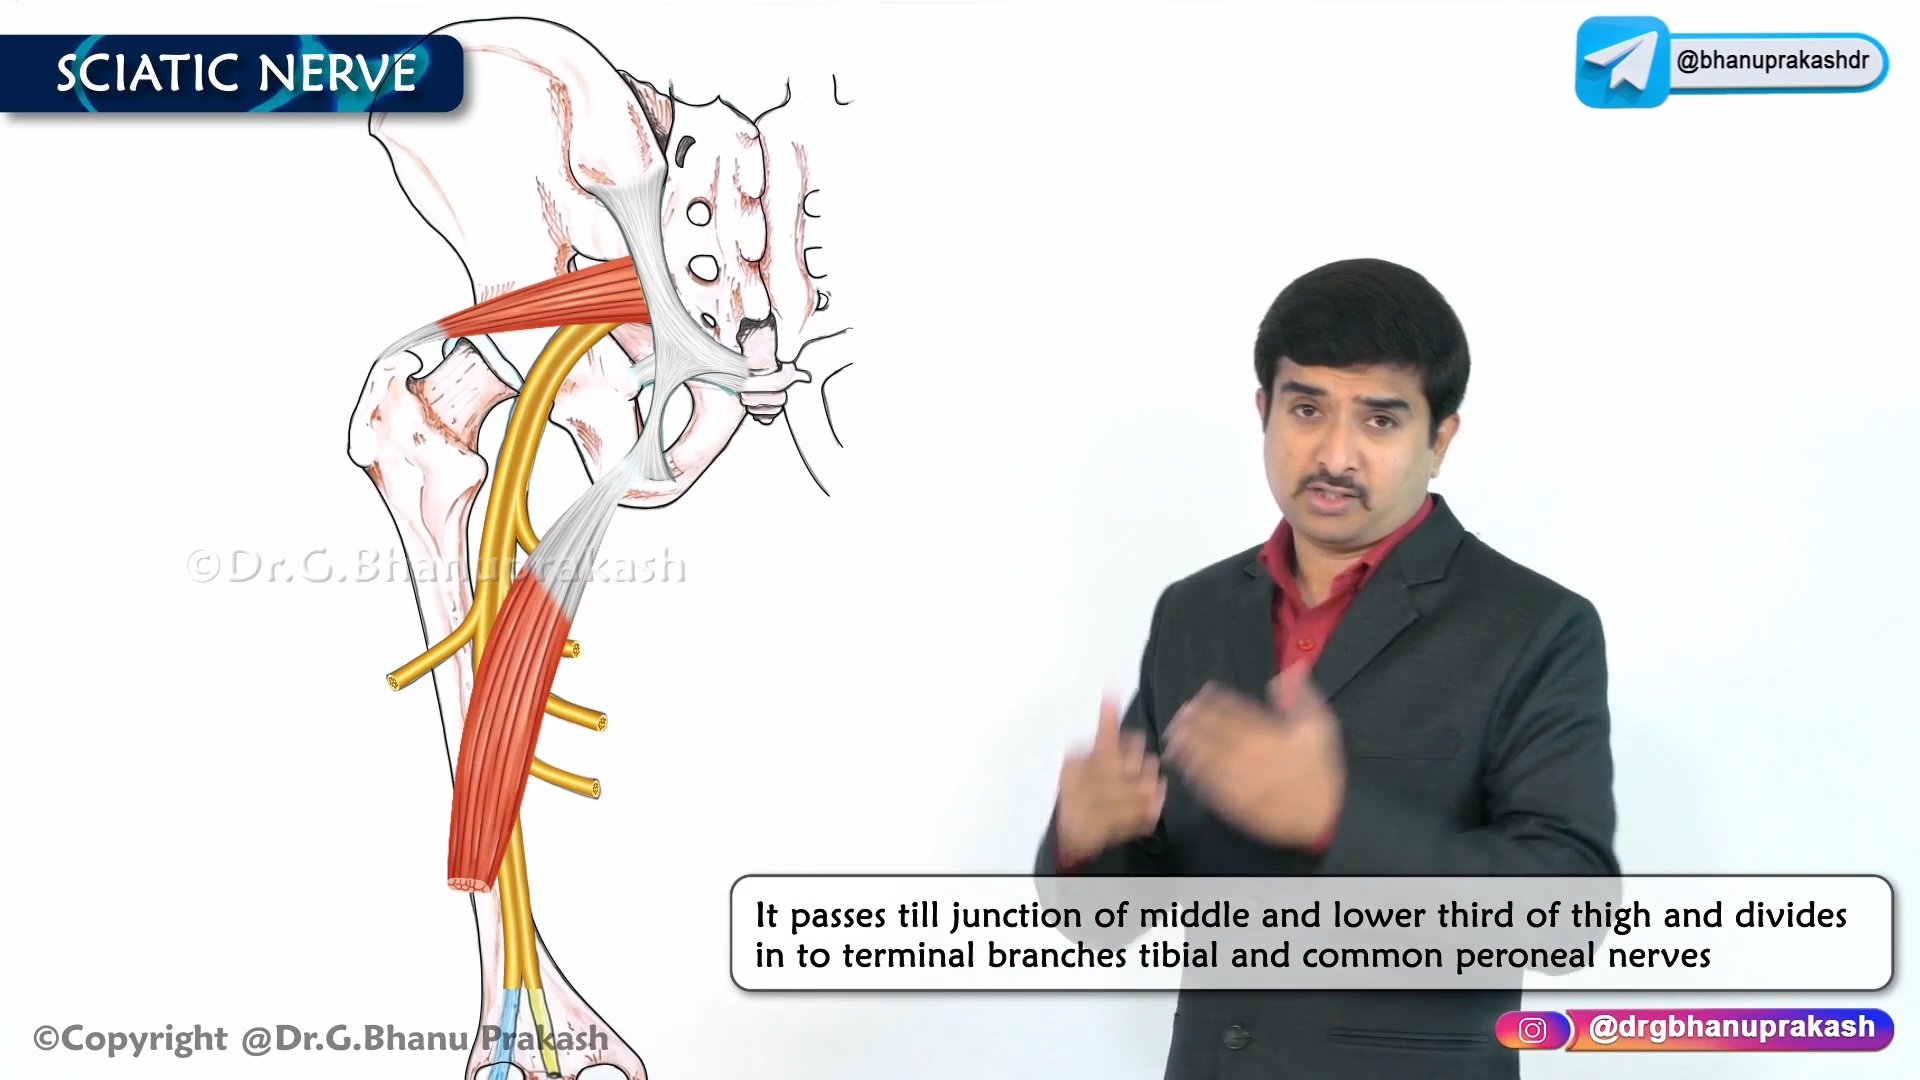 SCIATIC NERVE
@bhanuprakashdr
©Dr.G.Bhanuprakash
It passes till junction of middle and lower third of thigh and divides
in to terminal branches tibial and common peroneal nerves
©Copyright @Dr.G.Bhanu Prakash
@drgbhanuprakash